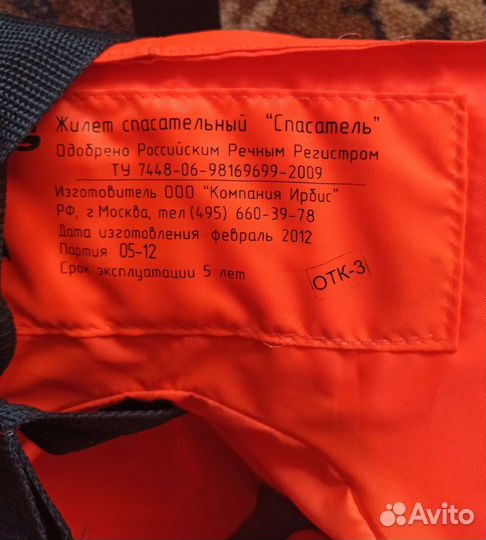 Жилет спасательный "Спасатель"
Одобрено Российским Речным Регистром
ТУ 7448-06-98169699-2009
Изготовитель ООО "Компания Ирбис"
РФ, г.Москва, тел.(495) 660-39-78
Дата изготовления февраль 2012
Партия 05-12
Срок эксплуатации 5 лет
ОТК-3
Avito